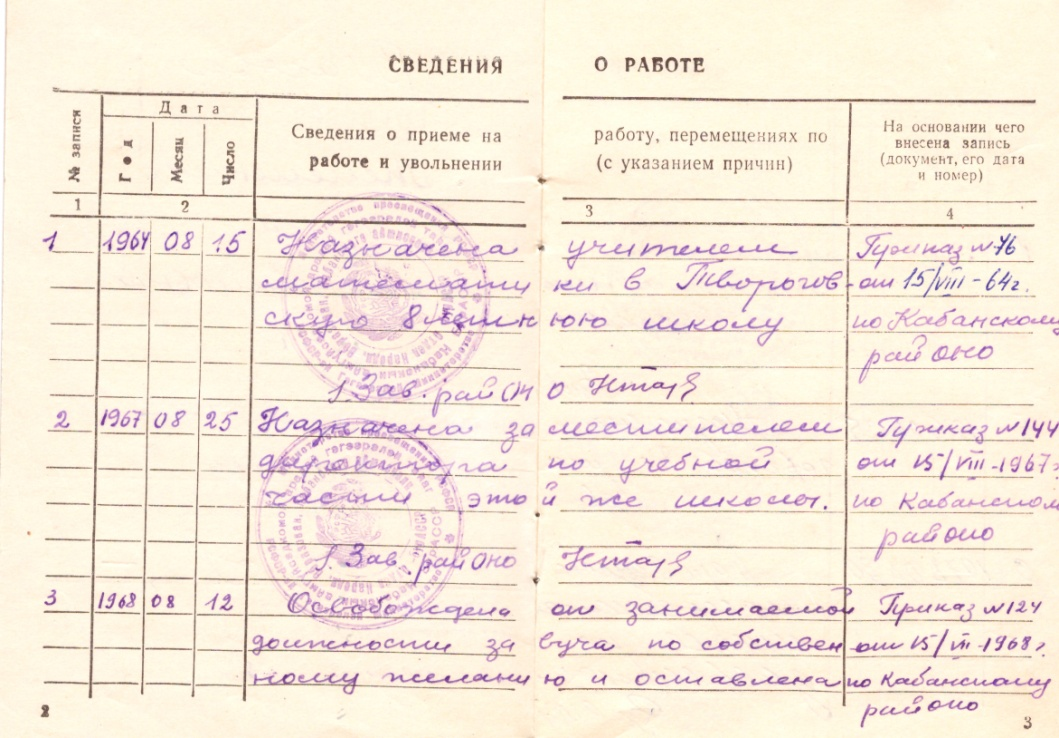 СВЕДЕНИЯ О РАБОТЕ
№ записи
Дата
Год
Месяц
Число
Сведения о приеме на работу, перемещениях по
работе и увольнении (с указанием причин)
На основании чего
внесена запись
(документ, его дата
и номер)
1 2 3 4
1 1964 08 15 Назначена учителем Приказ №76
математики в Творогов- от 15/VIII-64г.
скую 8летнюю школу по Кабанскому
районо
Зав. районо
2 1967 08 25 Назначена заместителем Приказ №144
директора по учебной от 15/VIII-1967г
части этой же школы. по Кабанском
районо
Зав. районо
3 1968 08 12 Освобождена от занимаемой Приказ №124
должности завуча по собствен от 15/VII-1968г.
ному желанию и оставлена по Кабанскому
районо
2 3